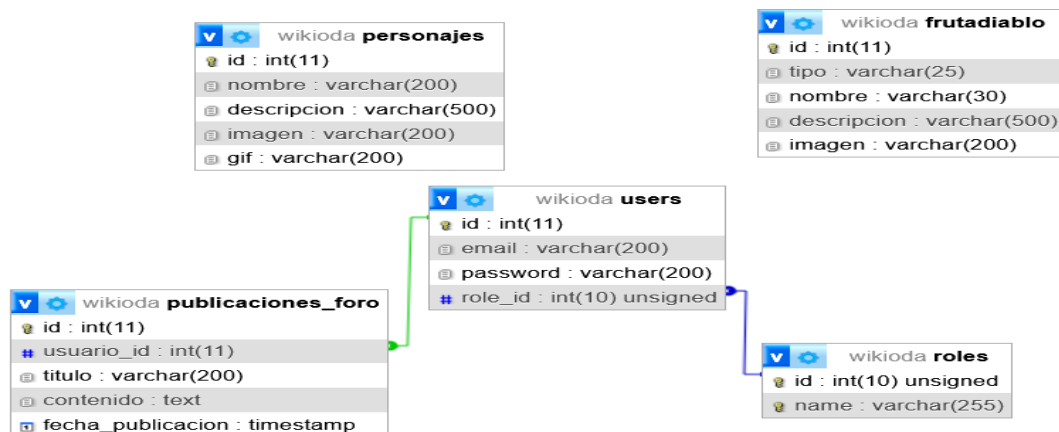 wikioda personajes
id : int(11)
nombre : varchar(200)
descripcion : varchar(500)
imagen : varchar(200)
gif : varchar(200)
wikioda frutadiablo
id : int(11)
tipo : varchar(25)
nombre : varchar(30)
descripcion : varchar(500)
imagen : varchar(200)
wikioda users
id : int(11)
email : varchar(200)
password : varchar(200)
# role_id : int(10) unsigned
wikioda publicaciones_foro
id : int(11)
# usuario_id : int(11)
titulo : varchar(200)
contenido : text
fecha_publicacion : timestamp
wikioda roles
id : int(10) unsigned
name : varchar(255)